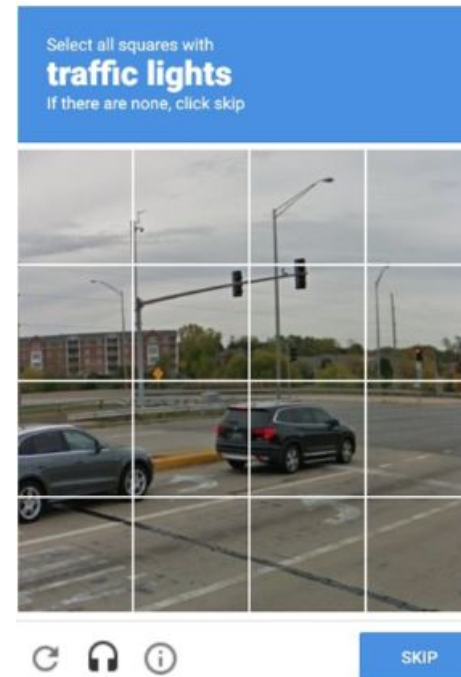 Select all squares with
traffic lights
If there are none, click skip
SKIP